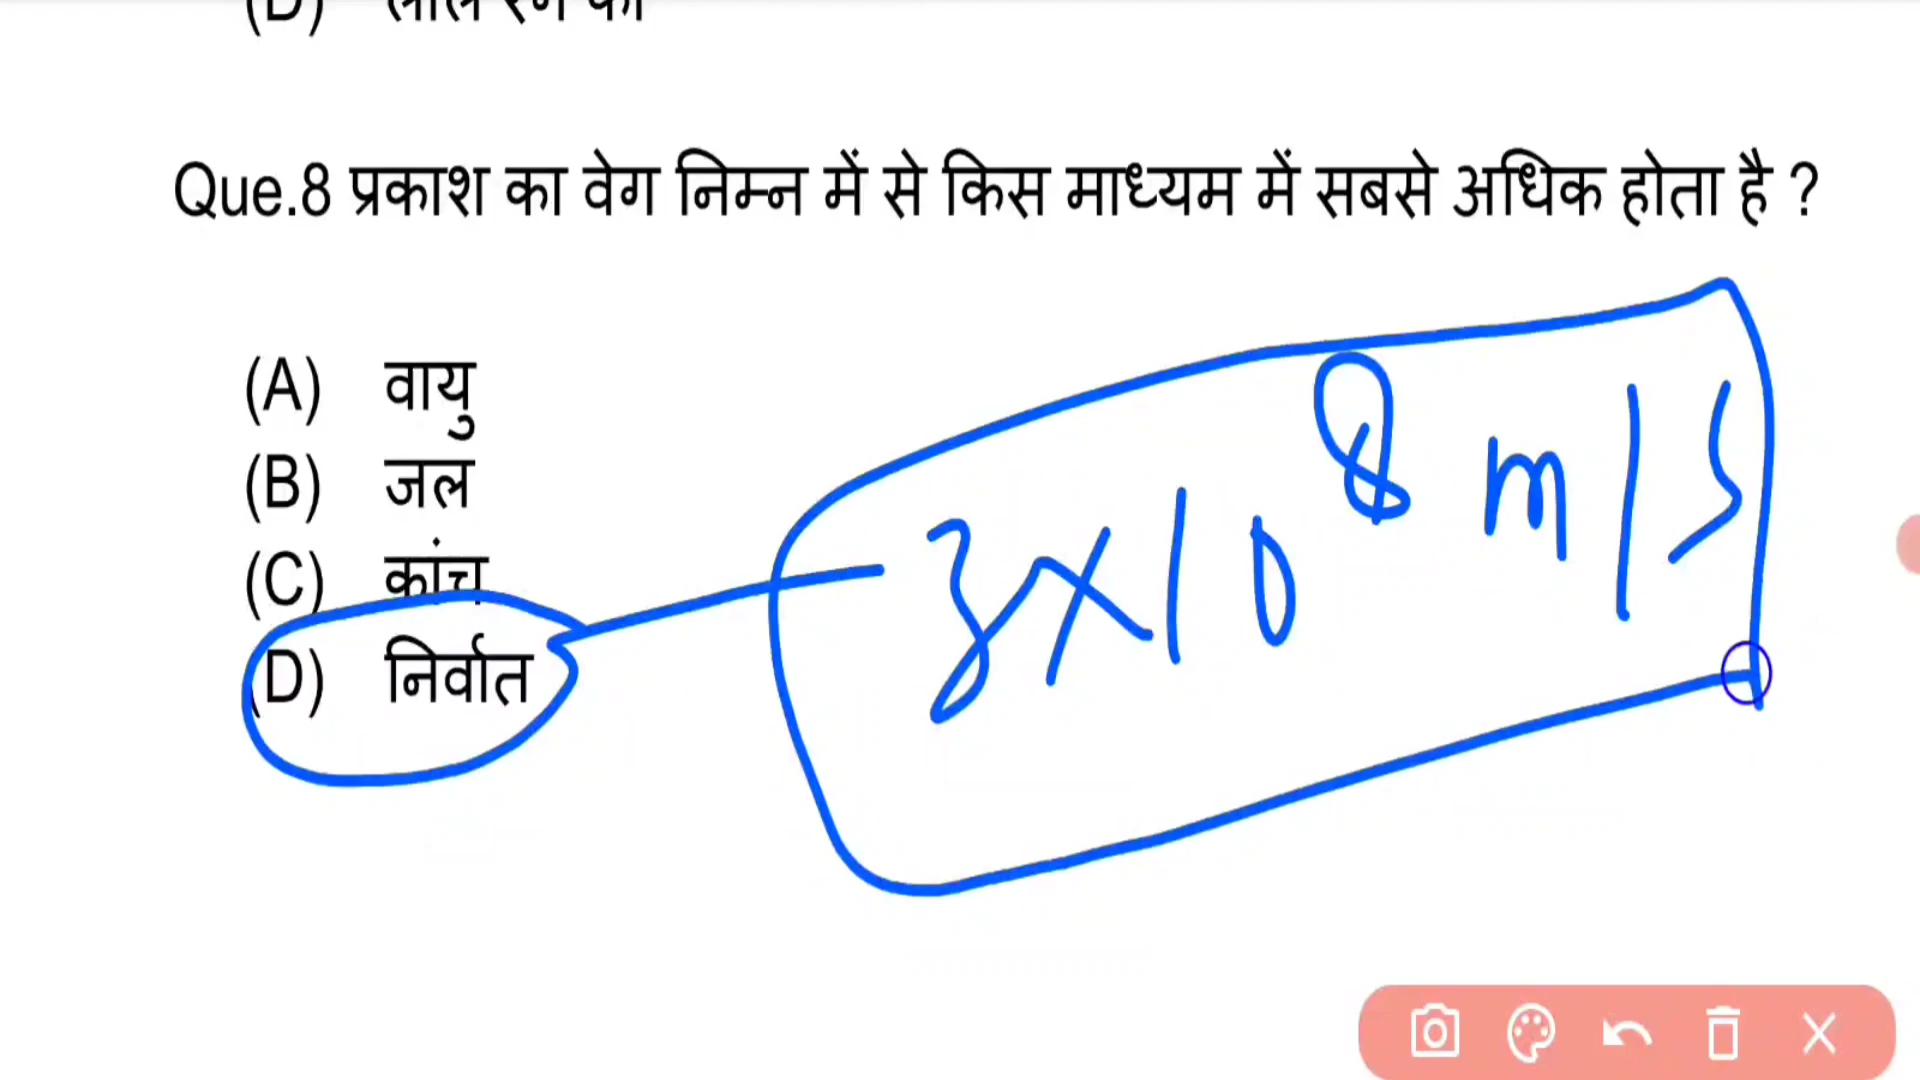 (D) लाल रंग का
Que.8 प्रकाश का वेग निम्न में से किस माध्यम में सबसे अधिक होता है ?
(A) वायु
(B) जल
(C) कांच
(D) निर्वात
3×10⁸ m/s